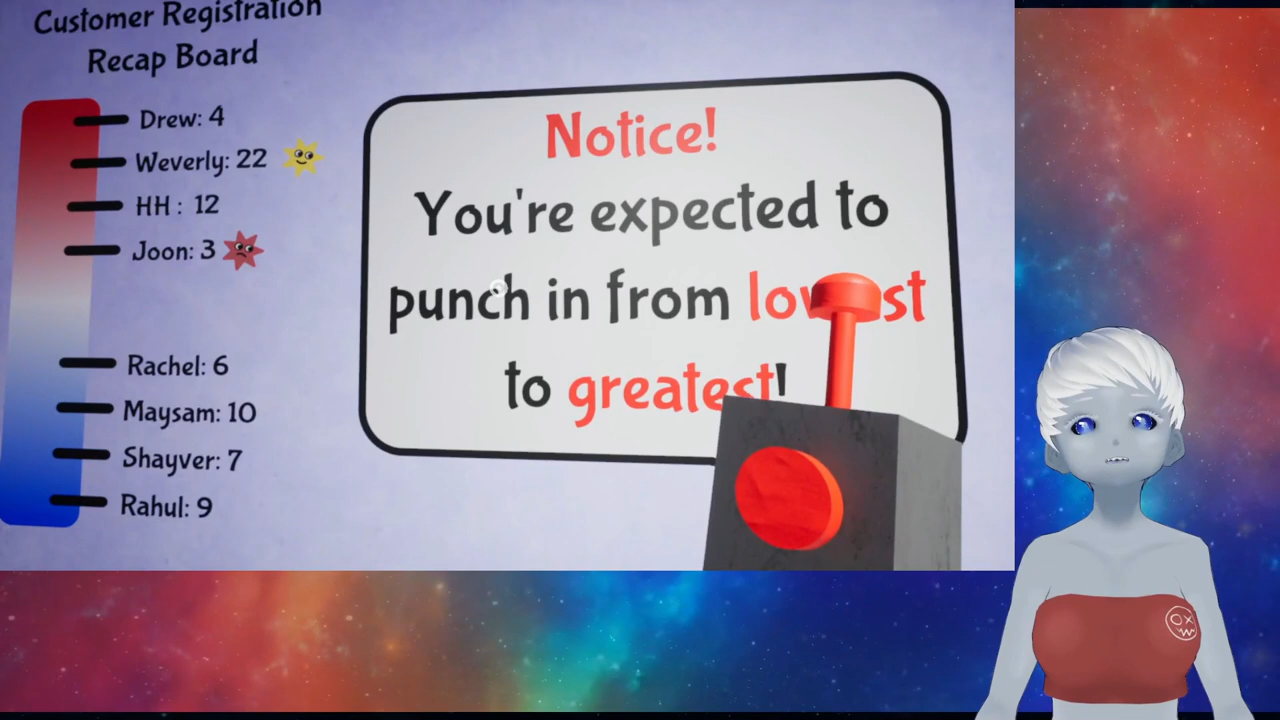 Customer Registration
Recap Board
Drew: 4
Weverly: 22
HH : 12
Joon: 3
Rachel: 6
Maysam: 10
Shayver: 7
Rahul: 9
Notice!
You're expected to
punch in from
to greatest!